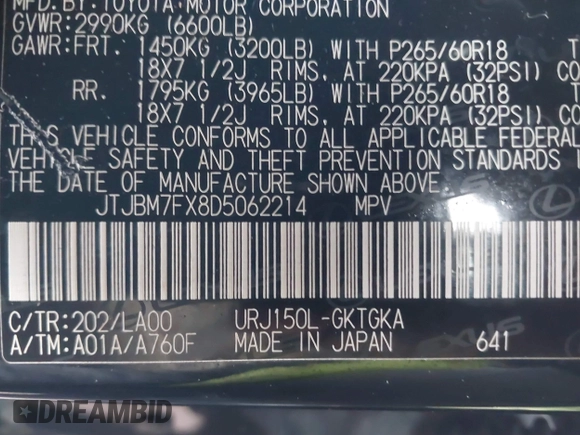 MFD.BY:TOYOTA MOTOR CORPORATION
GVWR:2990KG (6600LB)
GAWR:FRT. 1450KG (3200LB) WITH P265/60R18
18X7 1/2J RIMS, AT 220KPA (32PSI) CO
RR. 1795KG (3965LB) WITH P265/60R18
18X7 1/2J RIMS, AT 220KPA (32PSI) CO
THIS VEHICLE CONFORMS TO ALL APPLICABLE FEDERAL
VEHICLE SAFETY AND THEFT PREVENTION STANDARDS
THE DATE OF MANUFACTURE SHOWN ABOVE.
JTJBM7FX8D5062214 MPV
C/TR:202/LA00 URJ150L-GKTGKA
A/TM:A01A/A760F MADE IN JAPAN 641
DREAMBID